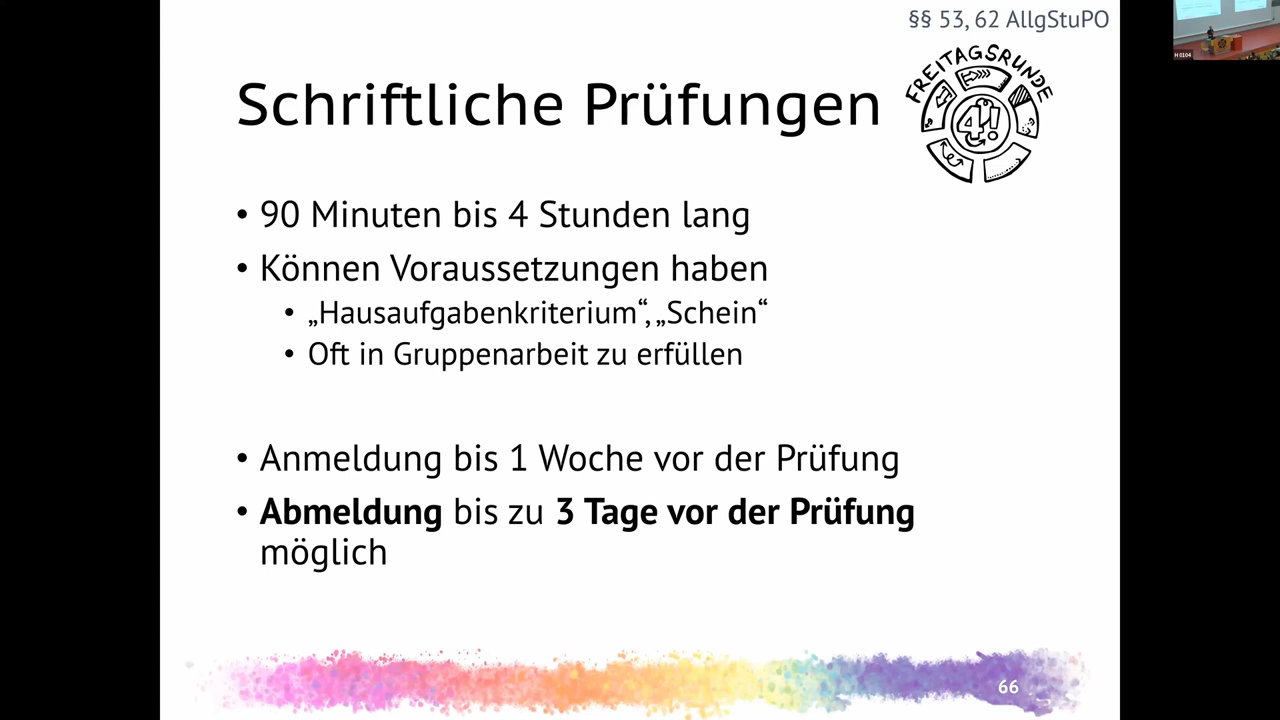 §§ 53, 62 AllgStuPO
FREITAGSRUNDE
4!
Schriftliche Prüfungen
• 90 Minuten bis 4 Stunden lang
• Können Voraussetzungen haben
• „Hausaufgabenkriterium“, „Schein“
• Oft in Gruppenarbeit zu erfüllen
• Anmeldung bis 1 Woche vor der Prüfung
• Abmeldung bis zu 3 Tage vor der Prüfung
möglich
66
H 0104